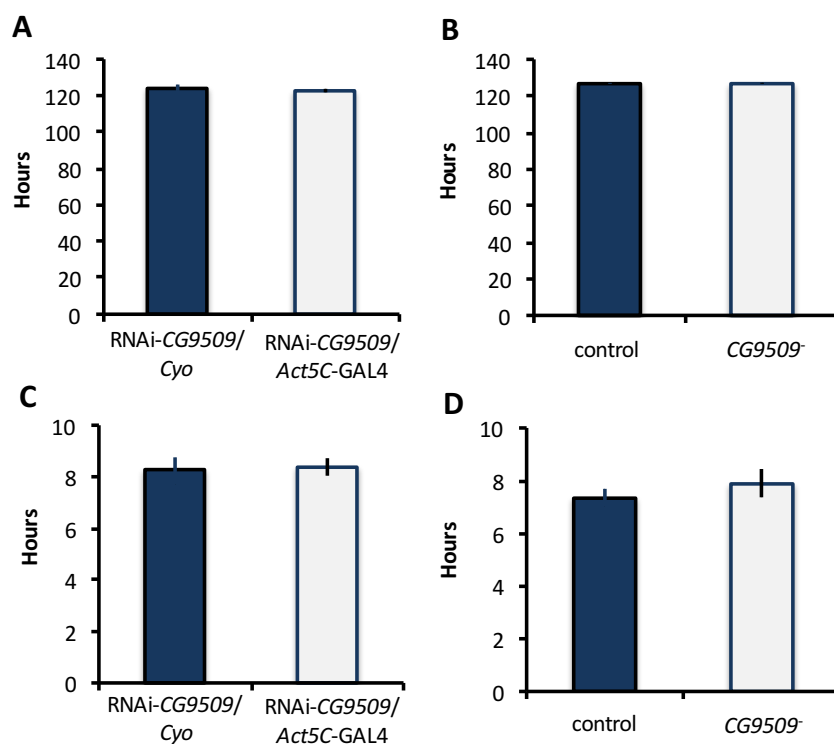 A
Hours
140
120
100
80
60
40
20
0
RNAi-CG9509/
Cyo
RNAi-CG9509/
Act5C-GAL4
B
Hours
140
120
100
80
60
40
20
0
control
CG9509-
C
Hours
10
8
6
4
2
0
RNAi-CG9509/
Cyo
RNAi-CG9509/
Act5C-GAL4
D
Hours
10
8
6
4
2
0
control
CG9509-